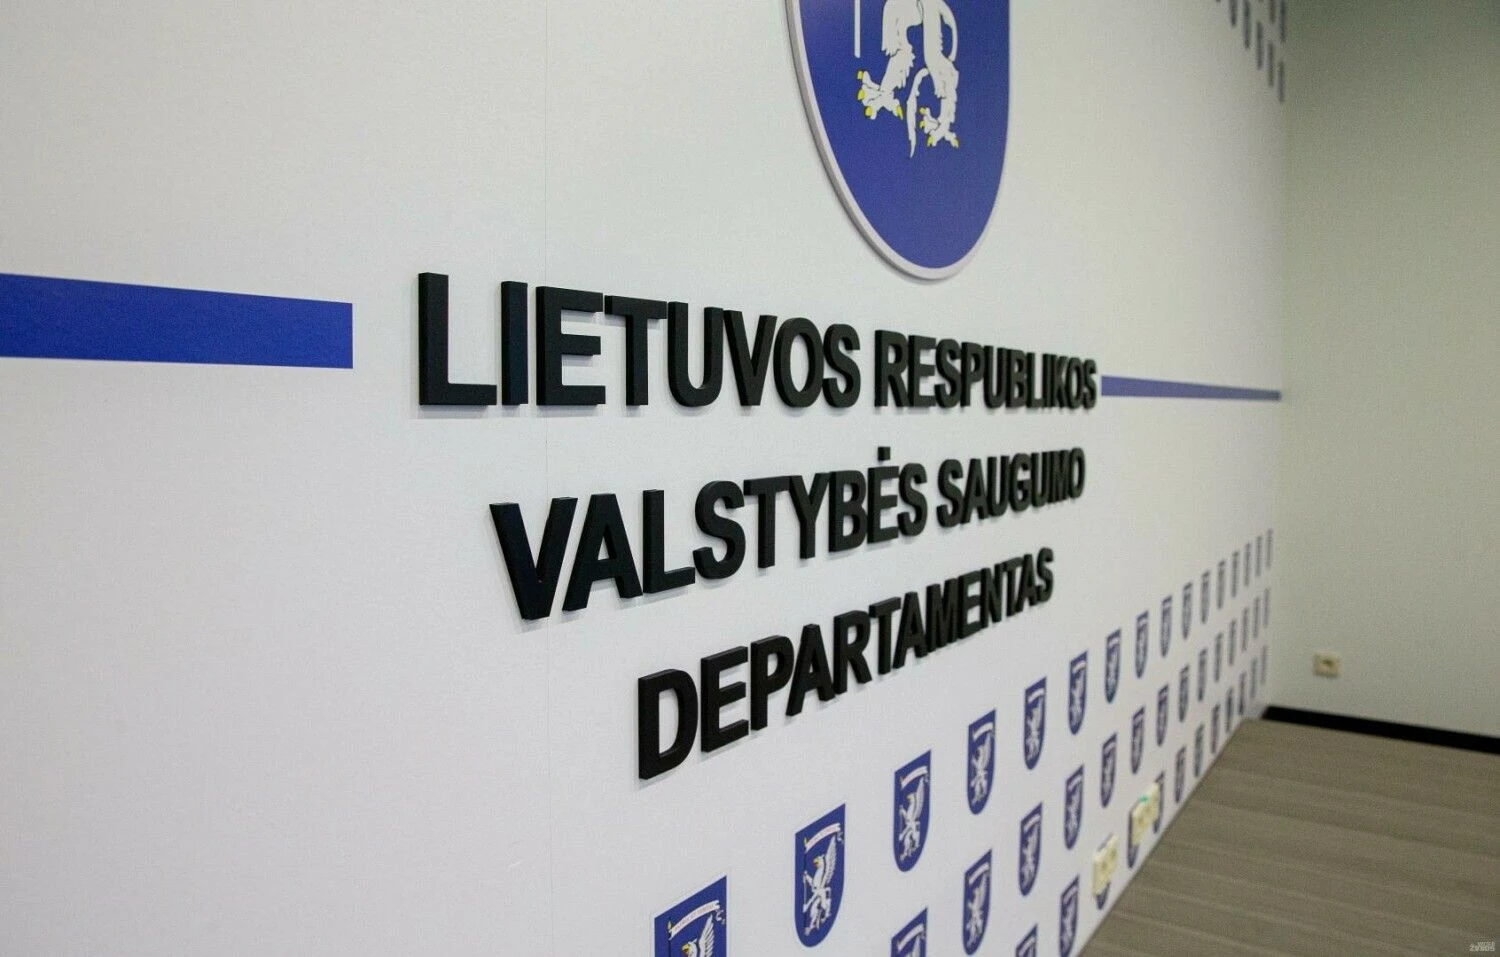 LIETUVOS RESPUBLIKOS
VALSTYBĖS SAUGUMO
DEPARTAMENTAS